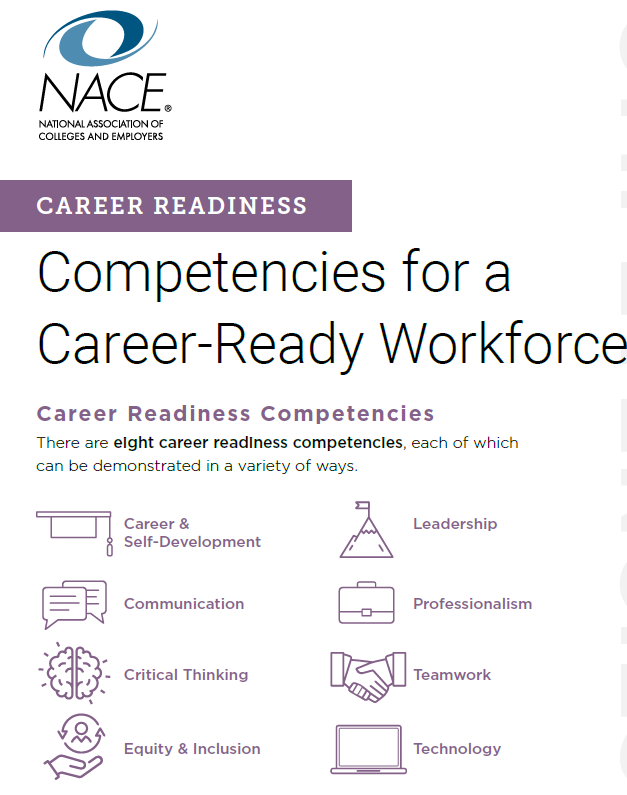 NACE®
NATIONAL ASSOCIATION OF
COLLEGES AND EMPLOYERS
CAREER READINESS
Competencies for a
Career-Ready Workforce
Career Readiness Competencies
There are eight career readiness competencies, each of which
can be demonstrated in a variety of ways.
Career &
Self-Development
Communication
Critical Thinking
Equity & Inclusion
Leadership
Professionalism
Teamwork
Technology